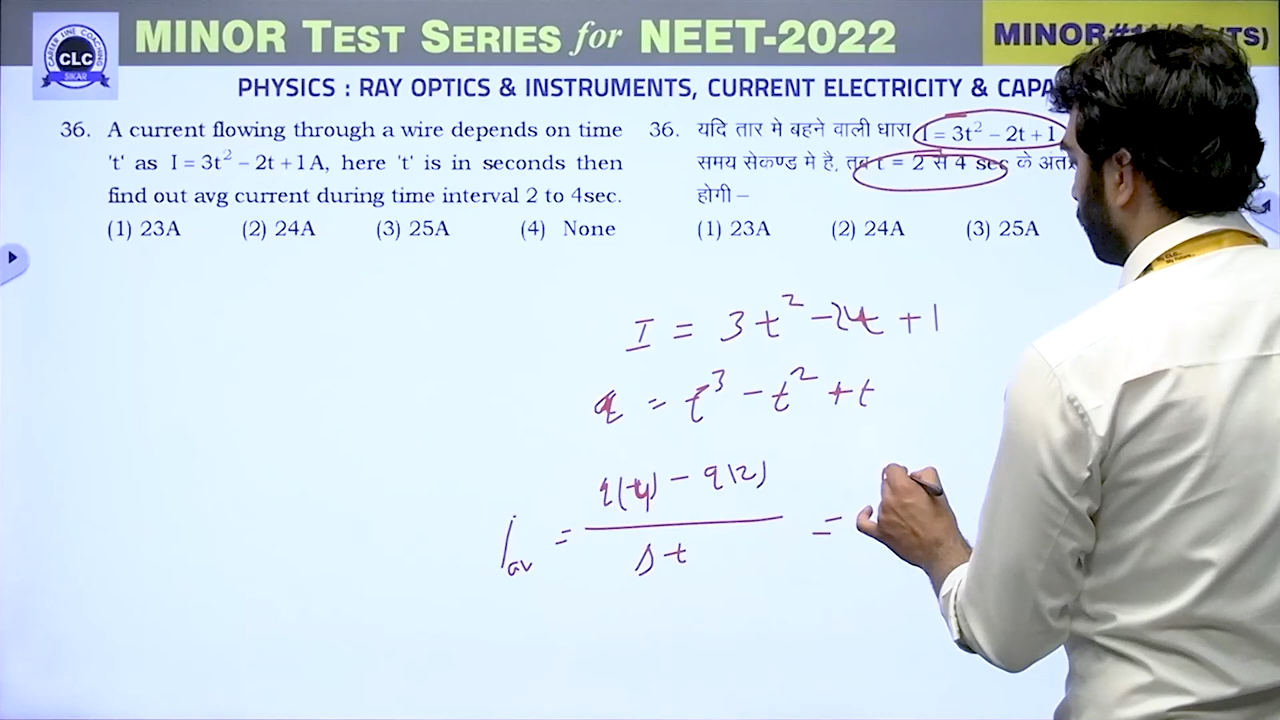 CAREER LINE COACHING
CLC
SIKAR
MINOR TEST SERIES for NEET-2022
MINOR
TS)
PHYSICS : RAY OPTICS & INSTRUMENTS, CURRENT ELECTRICITY & CAPA
36. A current flowing through a wire depends on time
't' as I = 3t² − 2t + 1A, here 't' is in seconds then
find out avg current during time interval 2 to 4sec.
(1) 23A (2) 24A (3) 25A (4) None
36. यदि तार मे बहने वाली धारा I = 3t² − 2t + 1
समय सेकण्ड मे है, तब t = 2 से 4 sec के
होगी –
(1) 23A (2) 24A (3) 25A
I = 3t² − 2t + 1
q = t³ − t² + t
I av = q(4) − q(2)
Δt
=